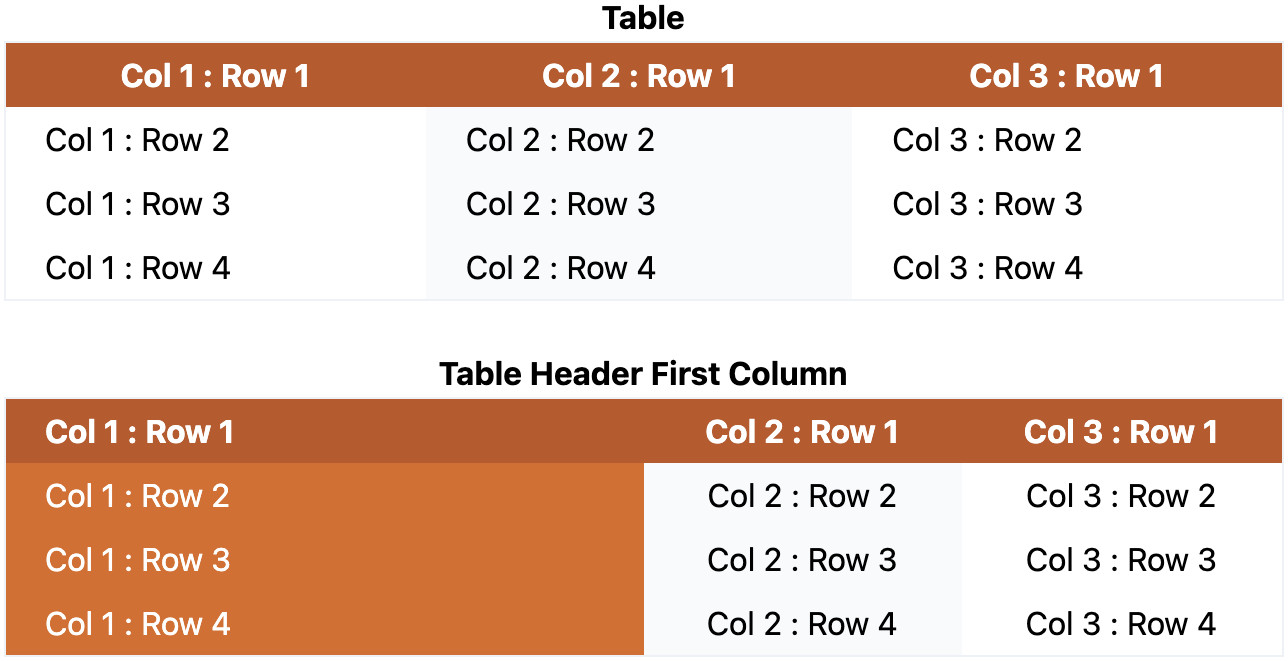 Table
Col 1 : Row 1 Col 2 : Row 1 Col 3 : Row 1
Col 1 : Row 2 Col 2 : Row 2 Col 3 : Row 2
Col 1 : Row 3 Col 2 : Row 3 Col 3 : Row 3
Col 1 : Row 4 Col 2 : Row 4 Col 3 : Row 4
Table Header First Column
Col 1 : Row 1 Col 2 : Row 1 Col 3 : Row 1
Col 1 : Row 2 Col 2 : Row 2 Col 3 : Row 2
Col 1 : Row 3 Col 2 : Row 3 Col 3 : Row 3
Col 1 : Row 4 Col 2 : Row 4 Col 3 : Row 4